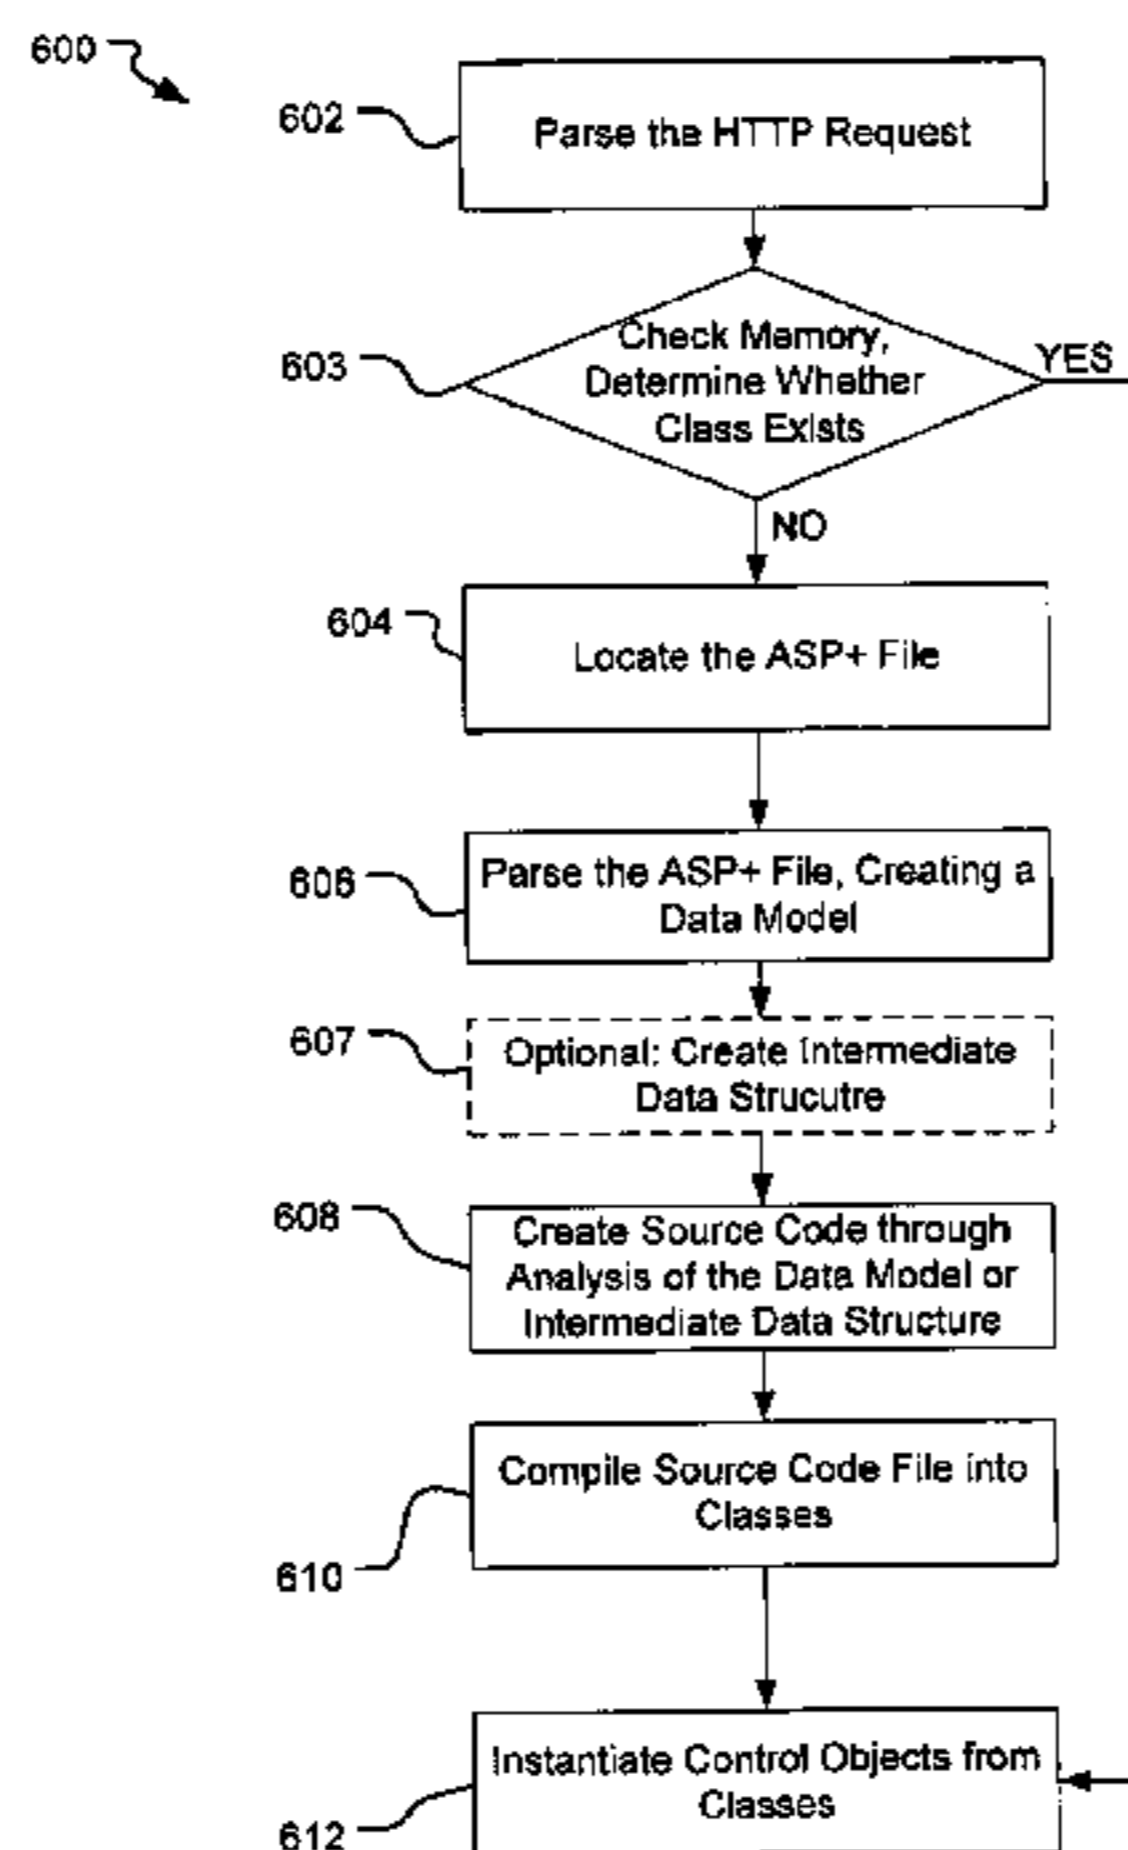 600
602
Parse the HTTP Request
603
Check Memory,
Determine Whether
Class Exists
YES
NO
604
Locate the ASP+ File
606
Parse the ASP+ File, Creating a
Data Model
607
Optional: Create Intermediate
Data Strucutre
608
Create Source Code through
Analysis of the Data Model or
Intermediate Data Structure
Compile Source Code File into
Classes
610
Instantiate Control Objects from
Classes
612